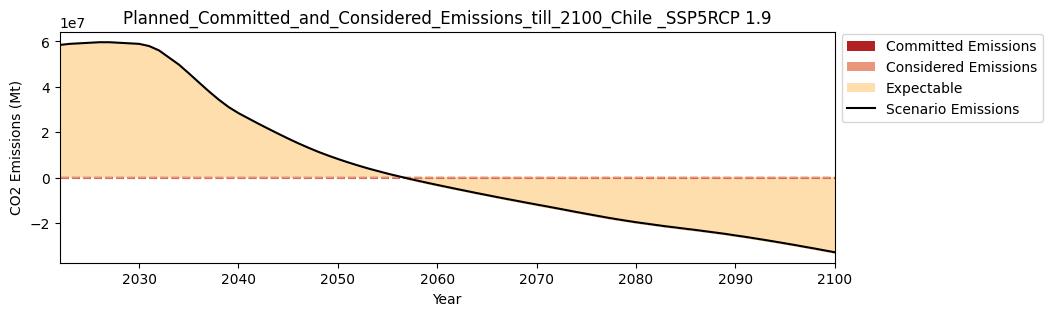 Planned_Committed_and_Considered_Emissions_till_2100_Chile _SSP5RCP 1.9
1e7
6
4
2
0
−2
CO2 Emissions (Mt)
2030 2040 2050 2060 2070 2080 2090 2100
Year
Committed Emissions
Considered Emissions
Expectable
Scenario Emissions